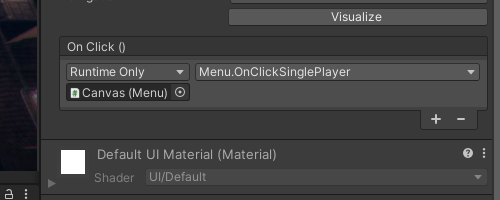 Visualize
On Click ()
Runtime Only
Menu.OnClickSinglePlayer
Canvas (Menu)
Default UI Material (Material)
Shader
UI/Default